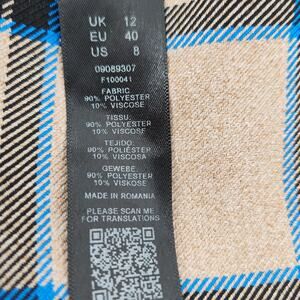 UK 12
EU 40
US 8
09089307
F100041
FABRIC
90% POLYESTER
10% VISCOSE
TISSU:
90% POLYESTER
10% VISCOSE
TEJIDO:
90% POLIÉSTER
10% VISCOSA
GEWEBE:
90% POLYESTER
10% VISKOSE
MADE IN ROMANIA
PLEASE SCAN ME
FOR TRANSLATIONS